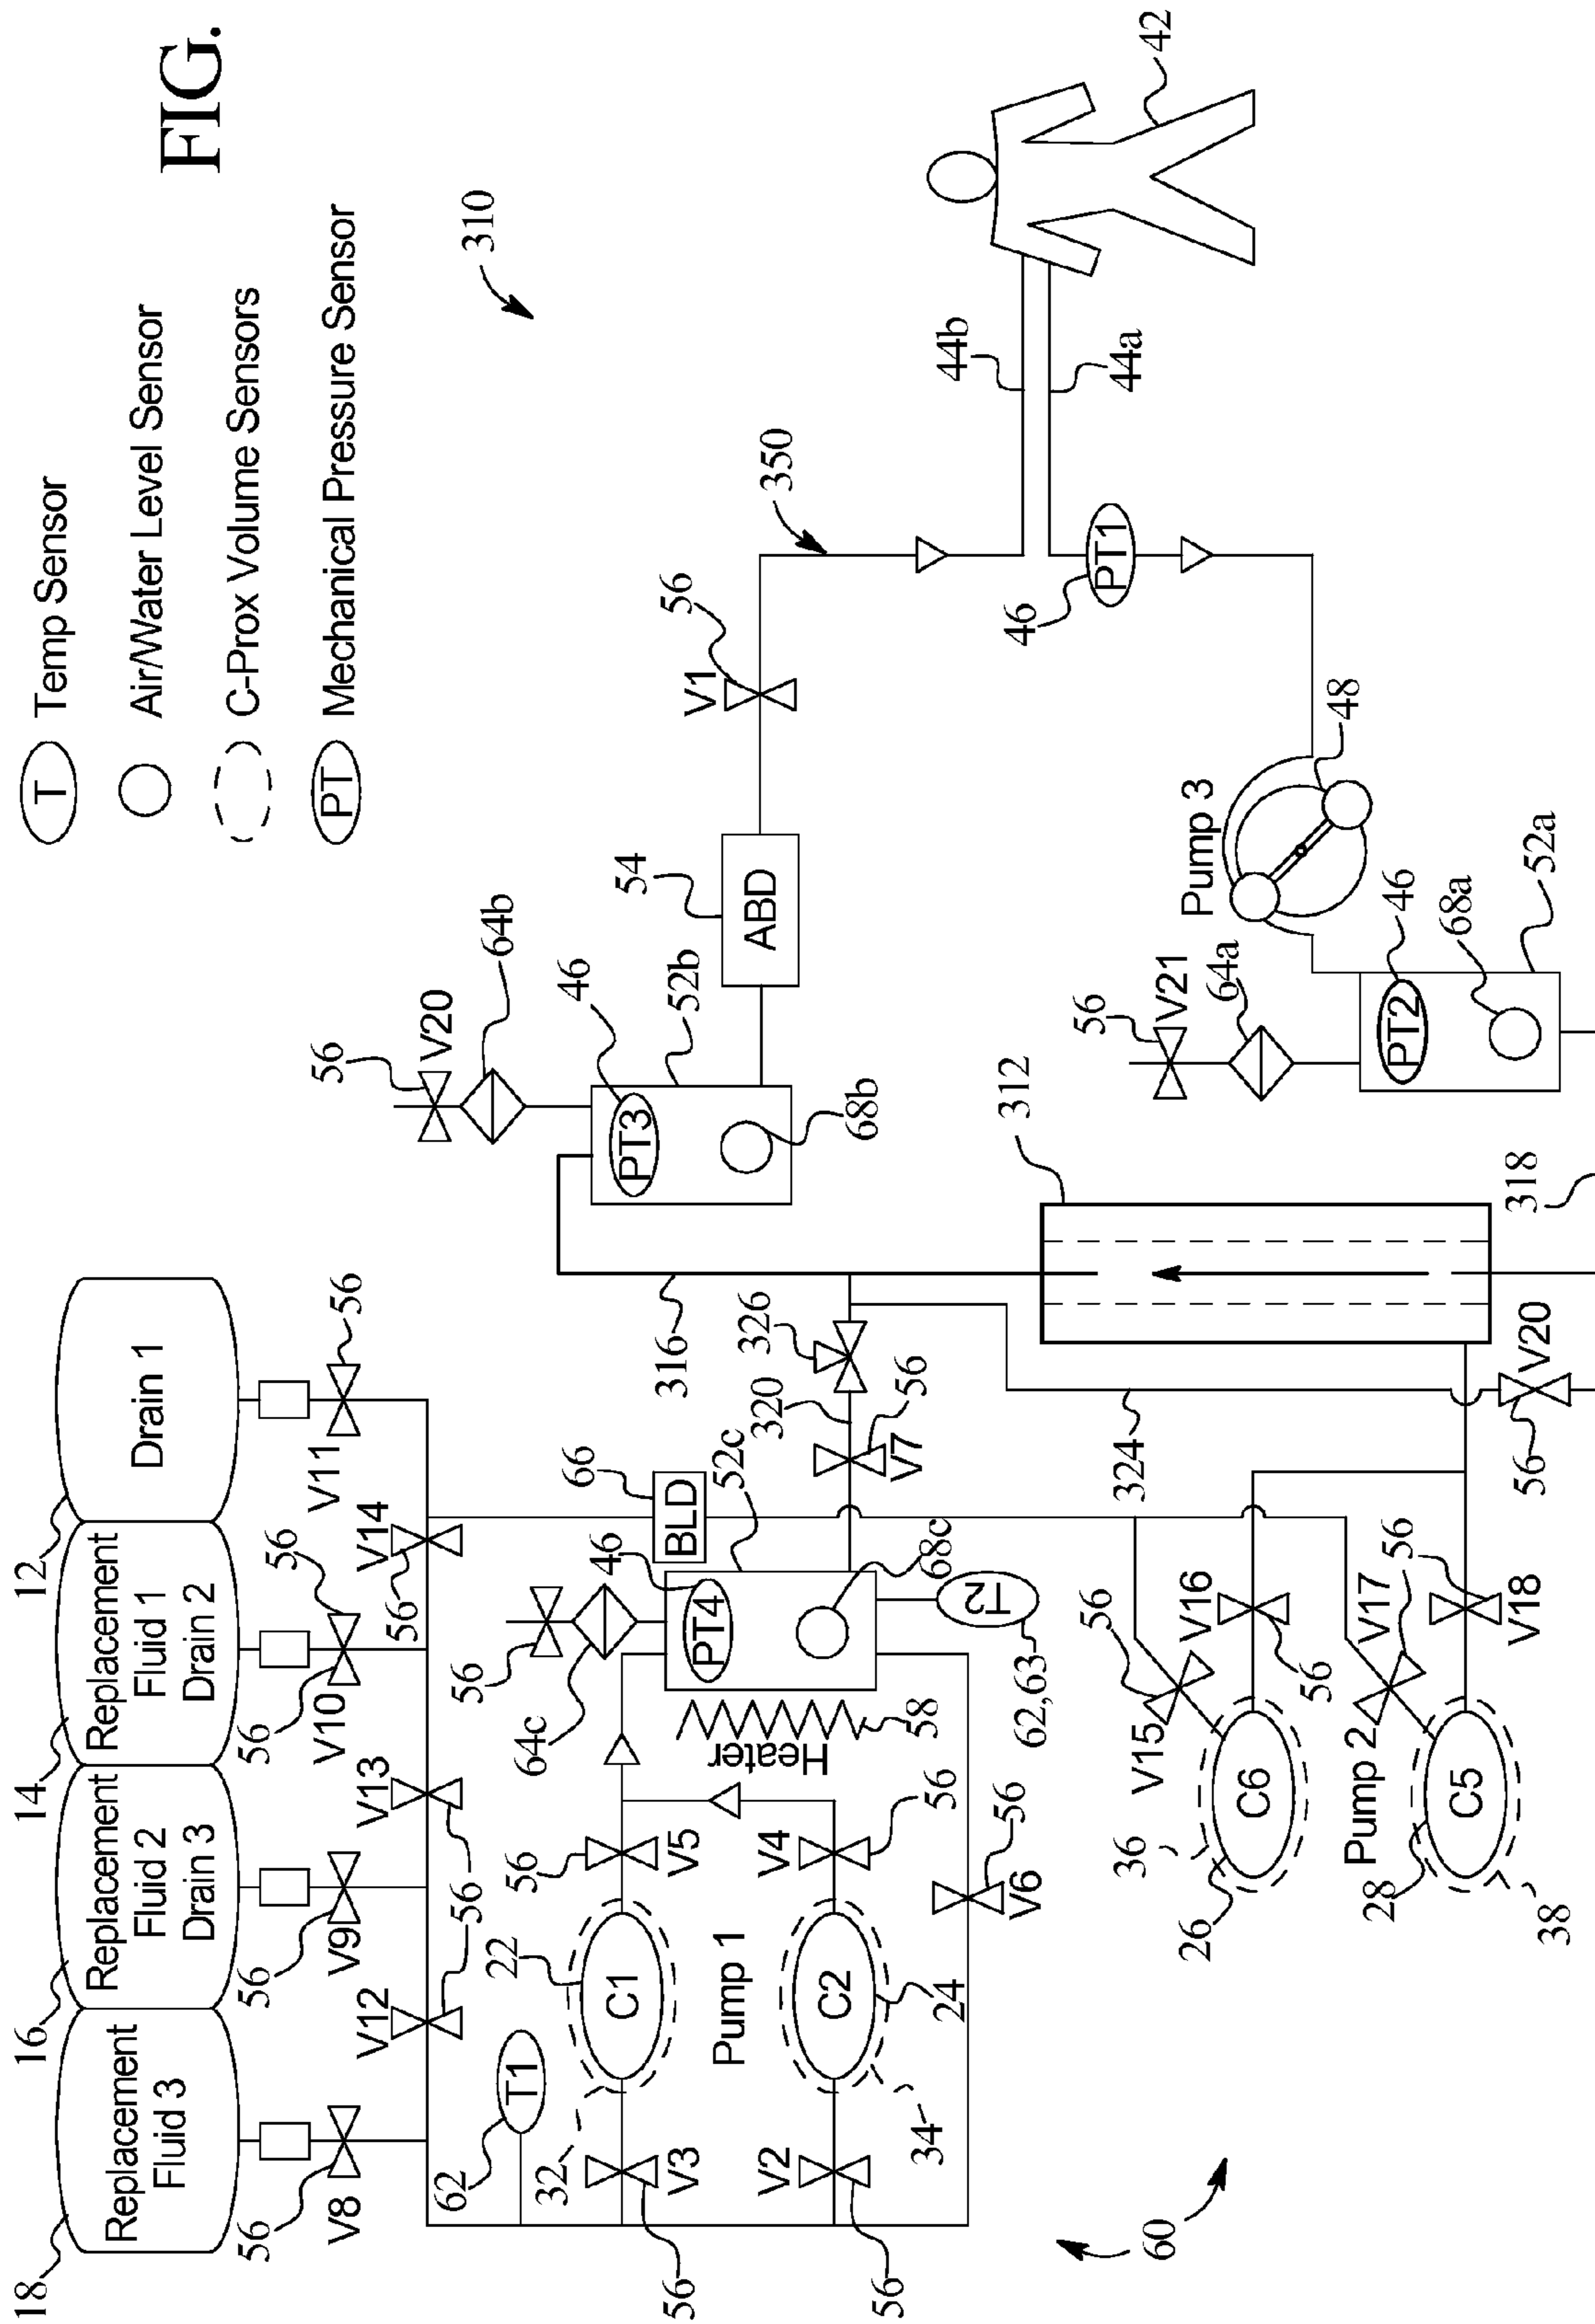 FIG.
T Temp Sensor
Air/Water Level Sensor
C-Prox Volume Sensors
PT Mechanical Pressure Sensor
310
18
16
14
12
Replacement
Fluid 3
Replacement
Fluid 2
Drain 3
Replacement
Fluid 1
Drain 2
Drain 1
56
V8
56
V9
56
V10
56
V11
56
V12
56
V13
56
56
V14
56
62
T1
32
22
C1
V3
56
56
V5
Pump 1
C2
V2
56
34
24
V4
56
V6
56
60
64c
56
46
PT4
Heater
58
68c
52c
T2
62,63
66
BLD
320
V7
56
326
316
324
56
V20
V20
64b
46
PT3
52b
68b
54
ABD
V1
56
350
44b
44a
42
46
PT1
Pump 3
48
56
V21
64a
46
PT2
68a
52a
312
318
V15
56
V16
56
36
C6
26
Pump 2
V17
56
V18
C5
28
38